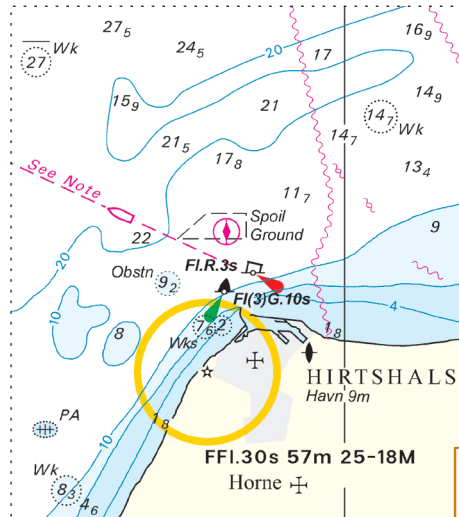 27₅
16₉
Wk
27
24₅
17
20
15₉
21
14₉
14₇
Wk
14₇
21₅
17₈
13₄
See Note
11₇
Spoil
Ground
9
22
20
Fl.R.3s
Obstn
9₂
Fl(3)G.10s
4
10
8
7₆
2
Wks
1₈
HIRTSHALS
Havn 9m
PA
1₈
10
FFl.30s 57m 25-18M
Wk
8₃
4₆
Horne